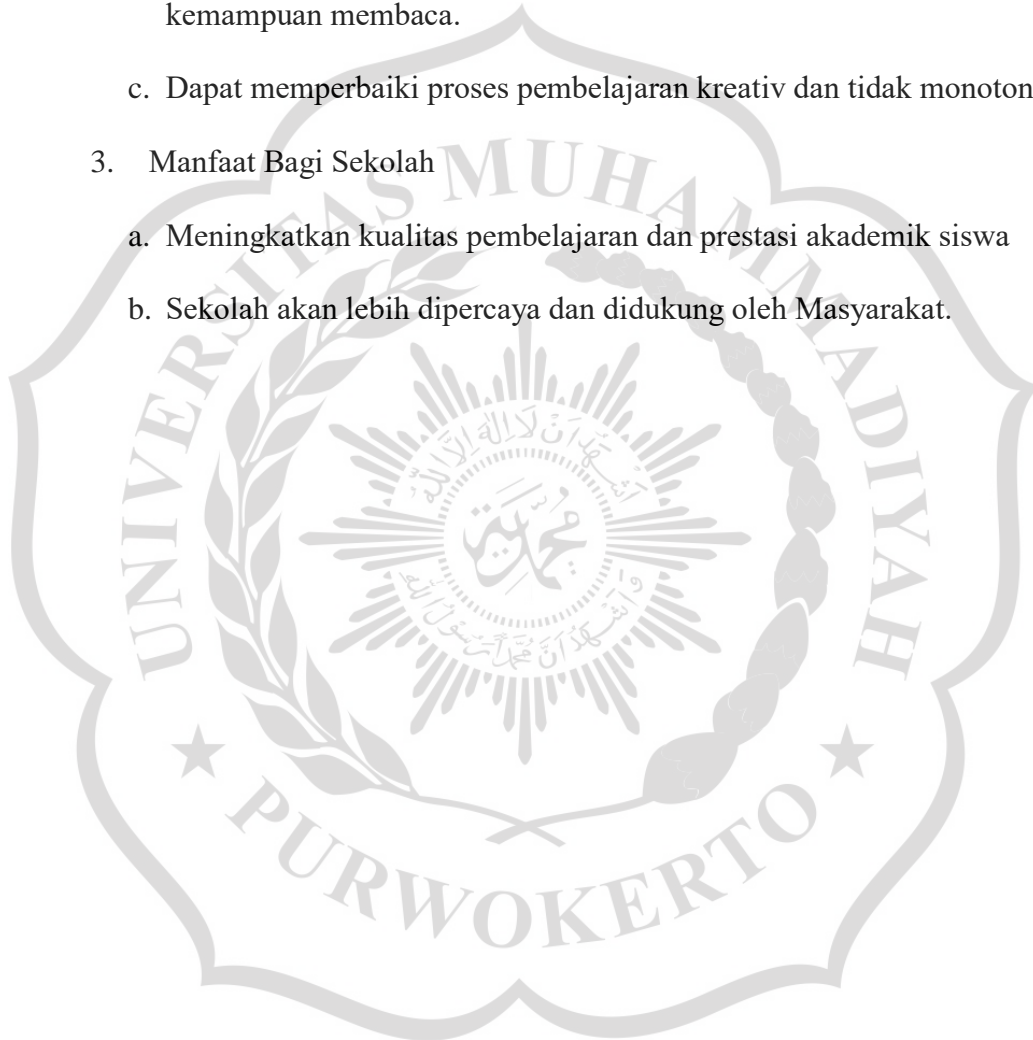 kemampuan membaca.
c. Dapat memperbaiki proses pembelajaran kreativ dan tidak monoton
3. Manfaat Bagi Sekolah
a. Meningkatkan kualitas pembelajaran dan prestasi akademik siswa
b. Sekolah akan lebih dipercaya dan didukung oleh Masyarakat.
UNIVERSITAS MUHAMMADIYAH
PURWOKERTO